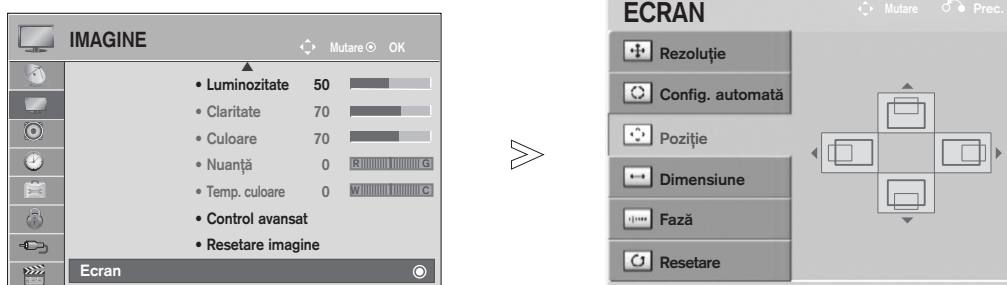 IMAGINE
Mutare OK
• Luminozitate 50
• Claritate 70
• Culoare 70
• Nuanță 0 R G
• Temp. culoare 0 W C
• Control avansat
• Resetare imagine
Ecran
ECRAN
Mutare Prec.
Rezoluție
Config. automată
Poziție
Dimensiune
Fază
Resetare